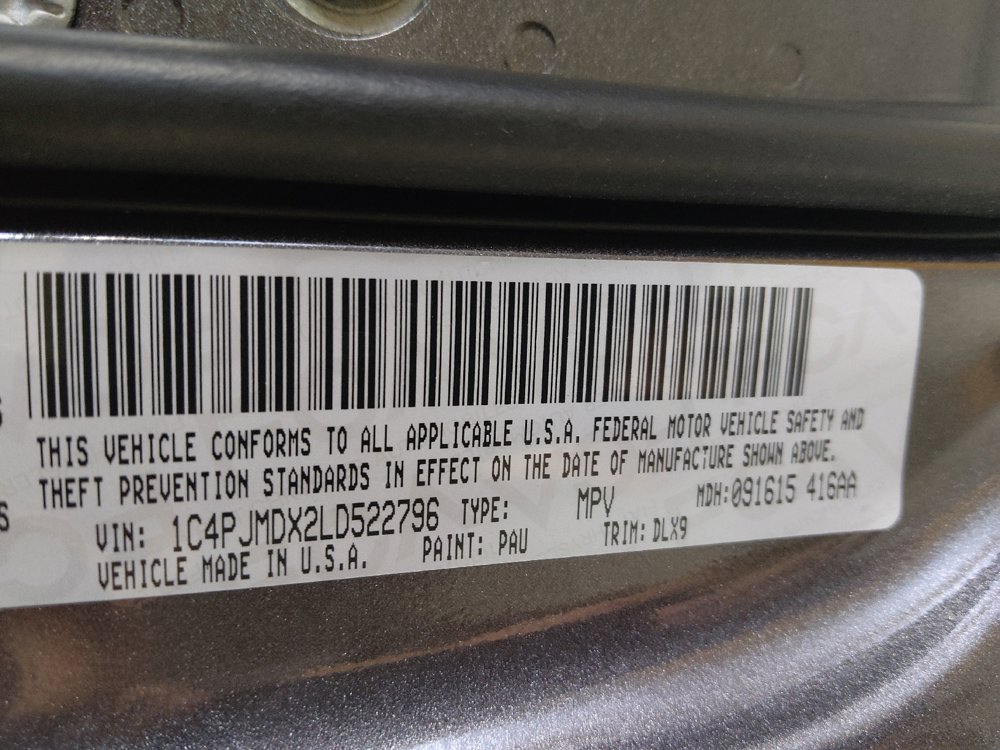 THIS VEHICLE CONFORMS TO ALL APPLICABLE U.S.A. FEDERAL MOTOR VEHICLE SAFETY AND
THEFT PREVENTION STANDARDS IN EFFECT ON THE DATE OF MANUFACTURE SHOWN ABOVE.
VIN: 1C4PJMDX2LD522796 TYPE: MPV MDH:091615 416AA
VEHICLE MADE IN U.S.A. PAINT: PAU TRIM: DLX9